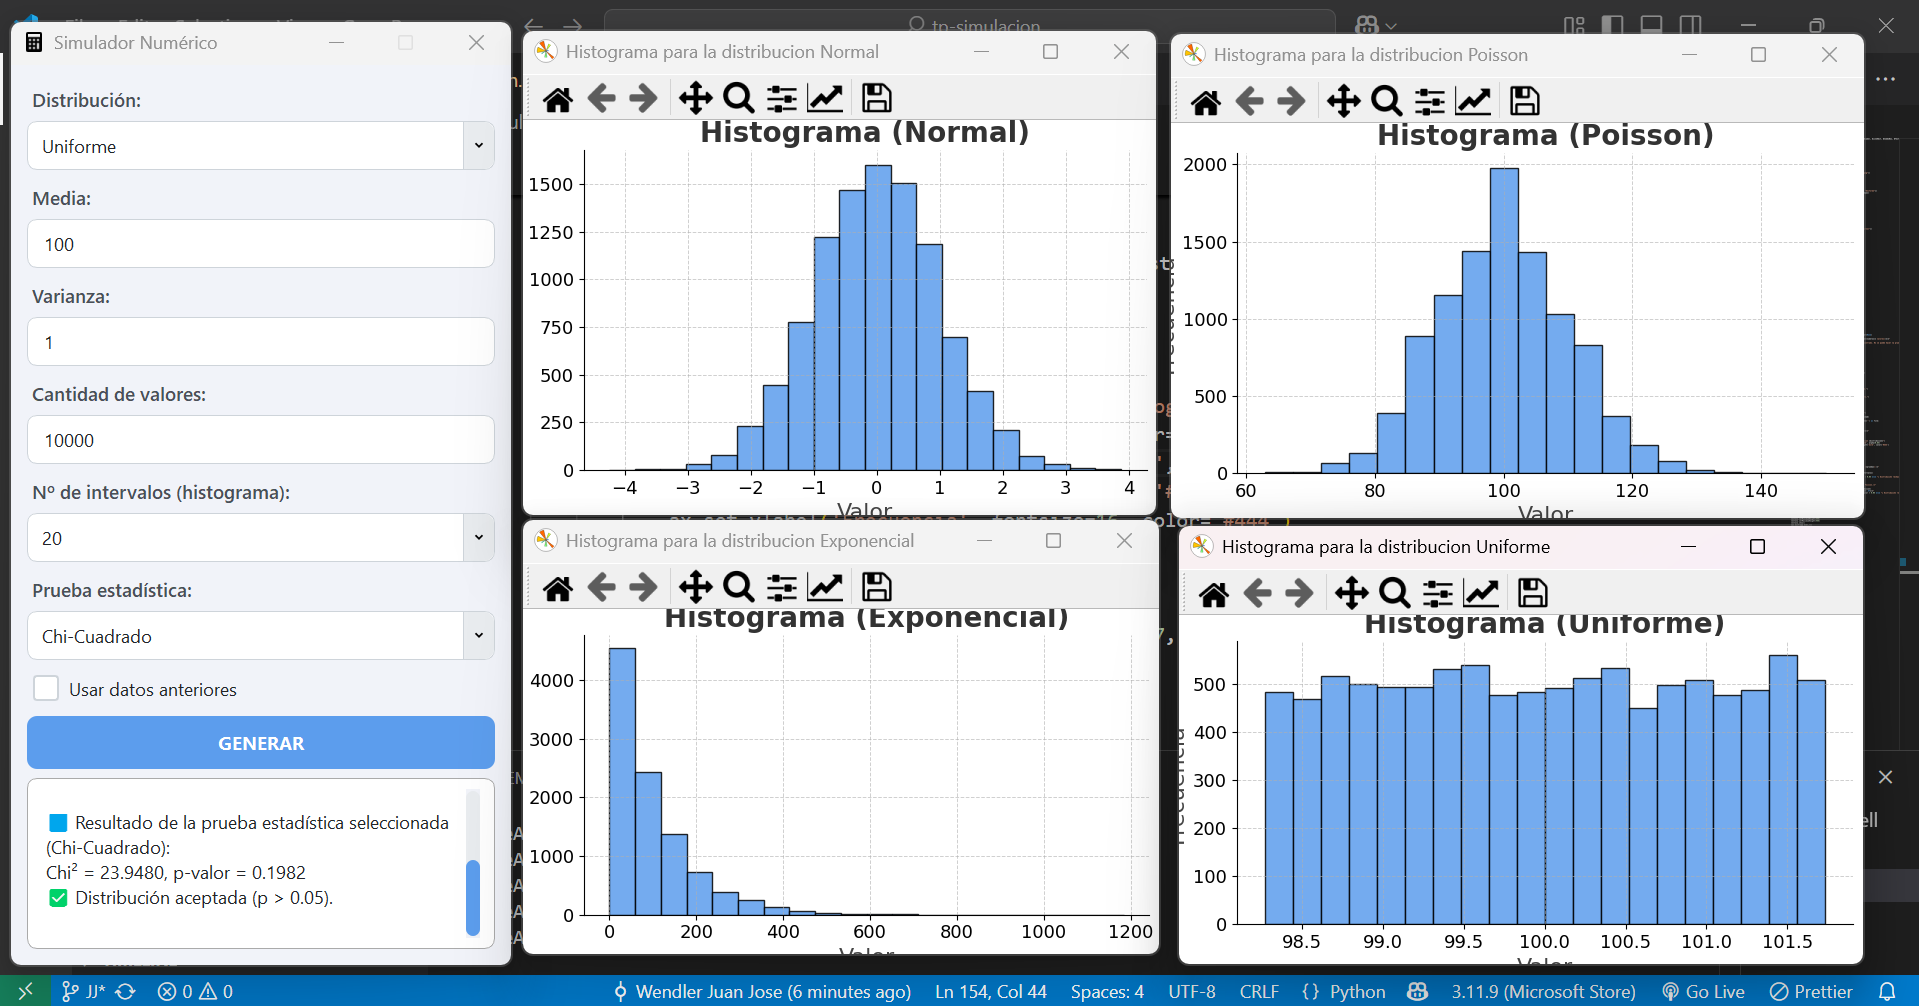 tp-simulacion
Simulador Numérico
Distribución:
Uniforme
Media:
100
Varianza:
1
Cantidad de valores:
10000
Nº de intervalos (histograma):
20
Prueba estadística:
Chi-Cuadrado
Usar datos anteriores
GENERAR
Resultado de la prueba estadística seleccionada
(Chi-Cuadrado):
Chi² = 23.9480, p-valor = 0.1982
Distribución aceptada (p > 0.05).
Histograma para la distribucion Normal
Histograma (Normal)
1500
1250
1000
750
500
250
0
−4 −3 −2 −1 0 1 2 3 4
Valor
Histograma para la distribucion Poisson
Histograma (Poisson)
2000
1500
1000
500
0
60 80 100 120 140
Valor
Histograma para la distribucion Exponencial
Histograma (Exponencial)
4000
3000
2000
1000
0
0 200 400 600 800 1000 1200
Valor
Histograma para la distribucion Uniforme
Histograma (Uniforme)
Frecuencia
500
400
300
200
100
0
98.5 99.0 99.5 100.0 100.5 101.0 101.5
Valor
JJ* 0 0 Wendler Juan Jose (6 minutes ago) Ln 154, Col 44 Spaces: 4 UTF-8 CRLF {} Python 3.11.9 (Microsoft Store) Go Live Prettier